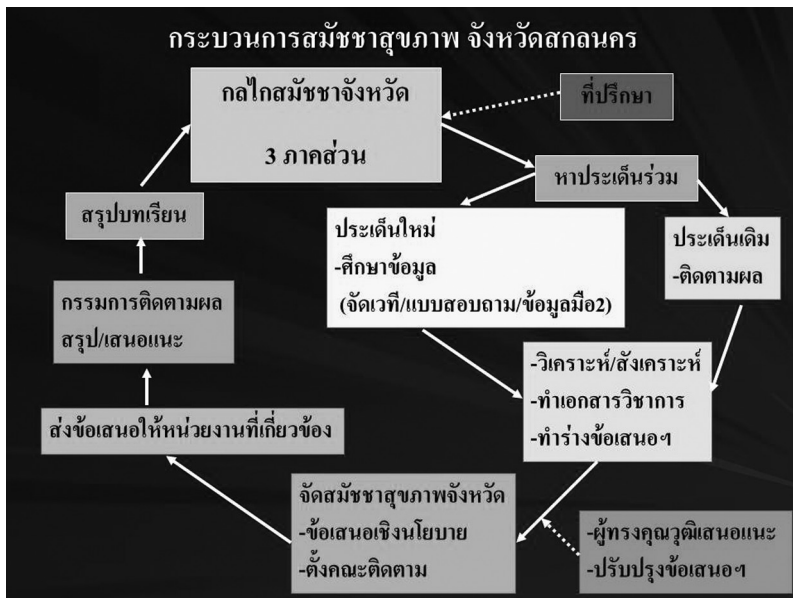 กระบวนการสมัชชาสุขภาพ จังหวัดสกลนคร
กลไกสมัชชาจังหวัด
3 ภาคส่วน
ที่ปรึกษา
หาประเด็นร่วม
ประเด็นใหม่
-ศึกษาข้อมูล
(จัดเวที/แบบสอบถาม/ข้อมูลมือ2)
ประเด็นเดิม
-ติดตามผล
-วิเคราะห์/สังเคราะห์
-ทำเอกสารวิชาการ
-ทำร่างข้อเสนอฯ
-ผู้ทรงคุณวุฒิเสนอแนะ
-ปรับปรุงข้อเสนอฯ
จัดสมัชชาสุขภาพจังหวัด
-ข้อเสนอเชิงนโยบาย
-ตั้งคณะติดตาม
ส่งข้อเสนอให้หน่วยงานที่เกี่ยวข้อง
กรรมการติดตามผล
สรุป/เสนอแนะ
สรุปบทเรียน